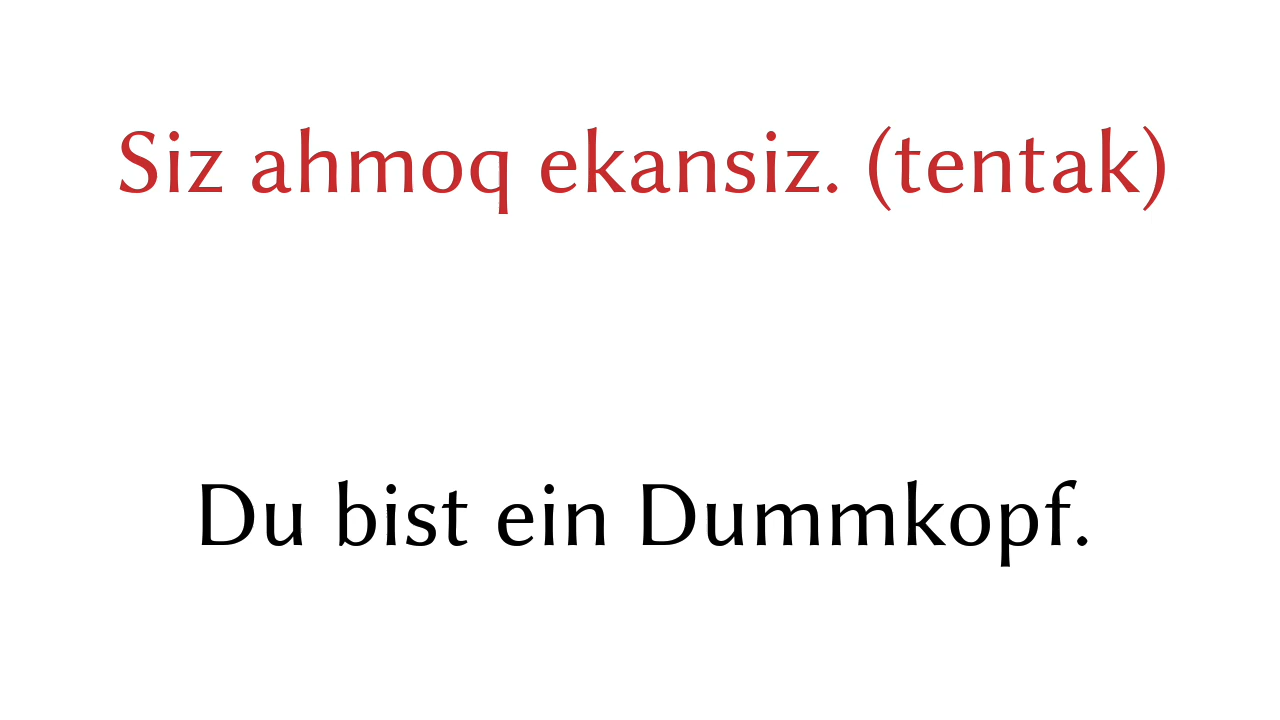 Siz ahmoq ekansiz. (tentak)
Du bist ein Dummkopf.